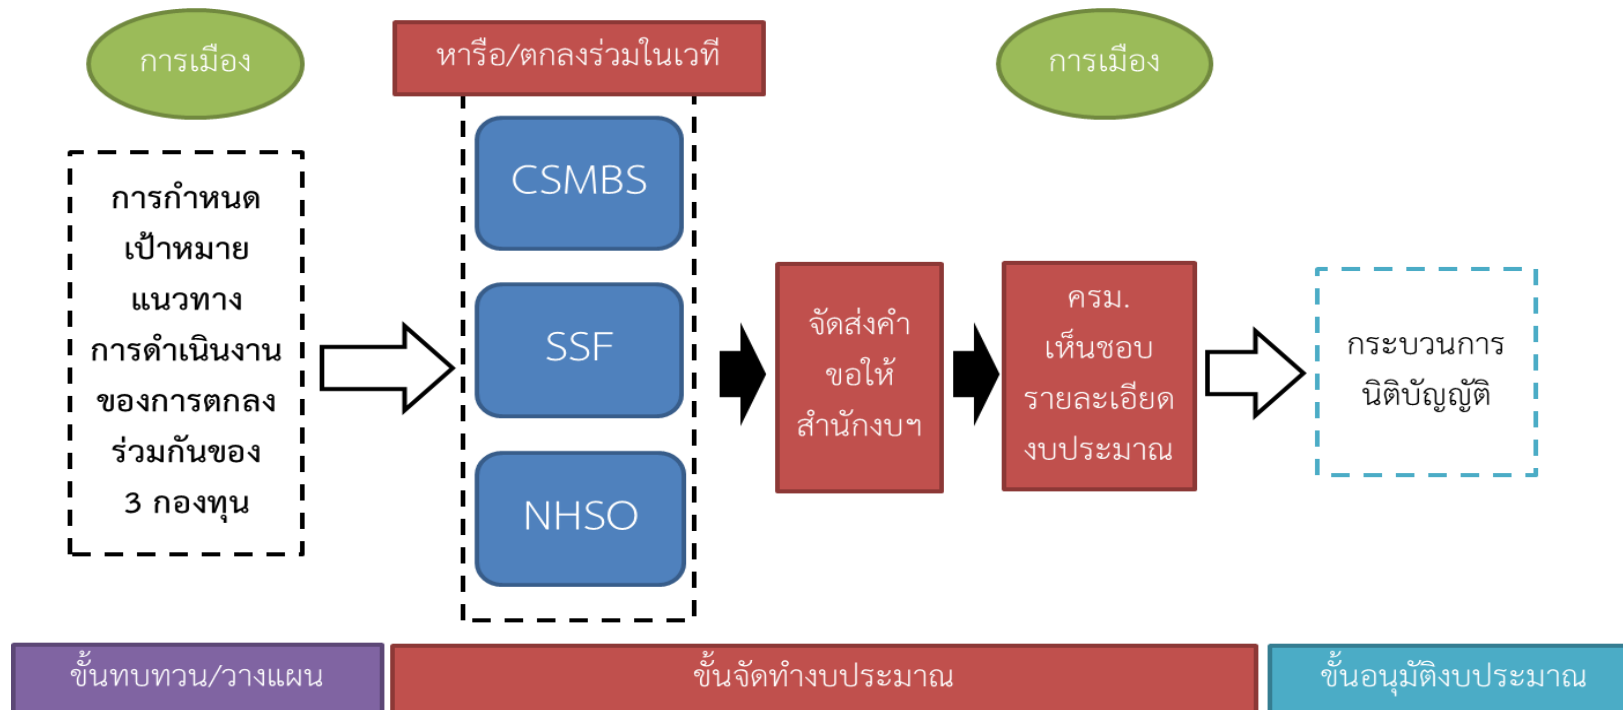 การเมือง
หารือ/ตกลงร่วมในเวที
การเมือง
การกำหนด
เป้าหมาย
แนวทาง
การดำเนินงาน
ของการตกลง
ร่วมกันของ
3 กองทุน
CSMBS
SSF
NHSO
จัดส่งคำ
ขอให้
สำนักงบฯ
ครม.
เห็นชอบ
รายละเอียด
งบประมาณ
กระบวนการ
นิติบัญญัติ
ขั้นทบทวน/วางแผน
ขั้นจัดทำงบประมาณ
ขั้นอนุมัติงบประมาณ